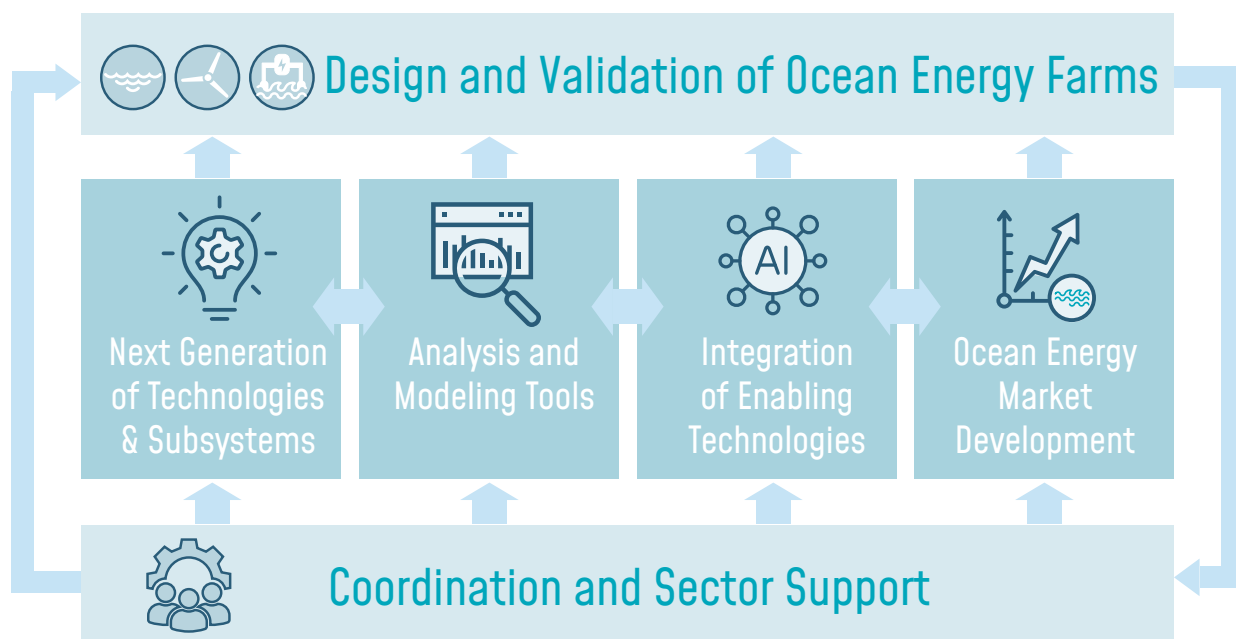 Design and Validation of Ocean Energy Farms
Next Generation
of Technologies
& Subsystems
Analysis and
Modeling Tools
AI
Integration
of Enabling
Technologies
Ocean Energy
Market
Development
Coordination and Sector Support